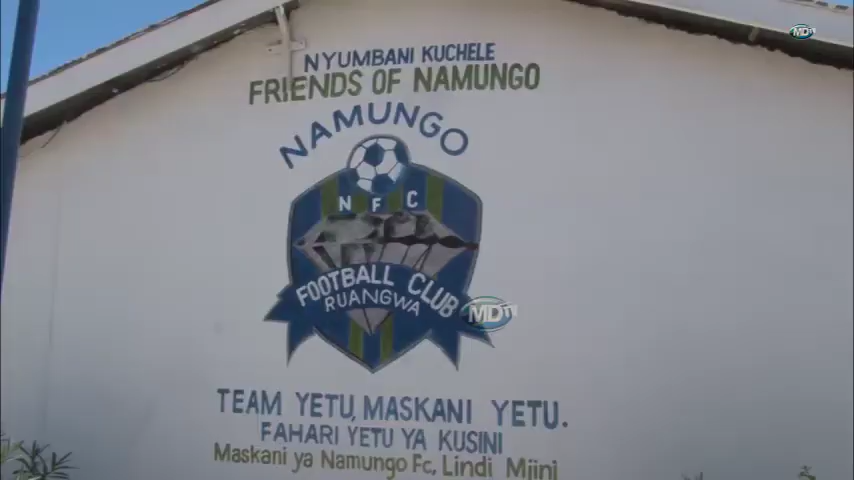 MDTV
NYUMBANI KUCHELE
FRIENDS OF NAMUNGO
NAMUNGO
N F C
FOOTBALL CLUB
RUANGWA
MDTV
TEAM YETU, MASKANI YETU.
FAHARI YETU YA KUSINI
Maskani ya Namungo Fc, Lindi Mjini